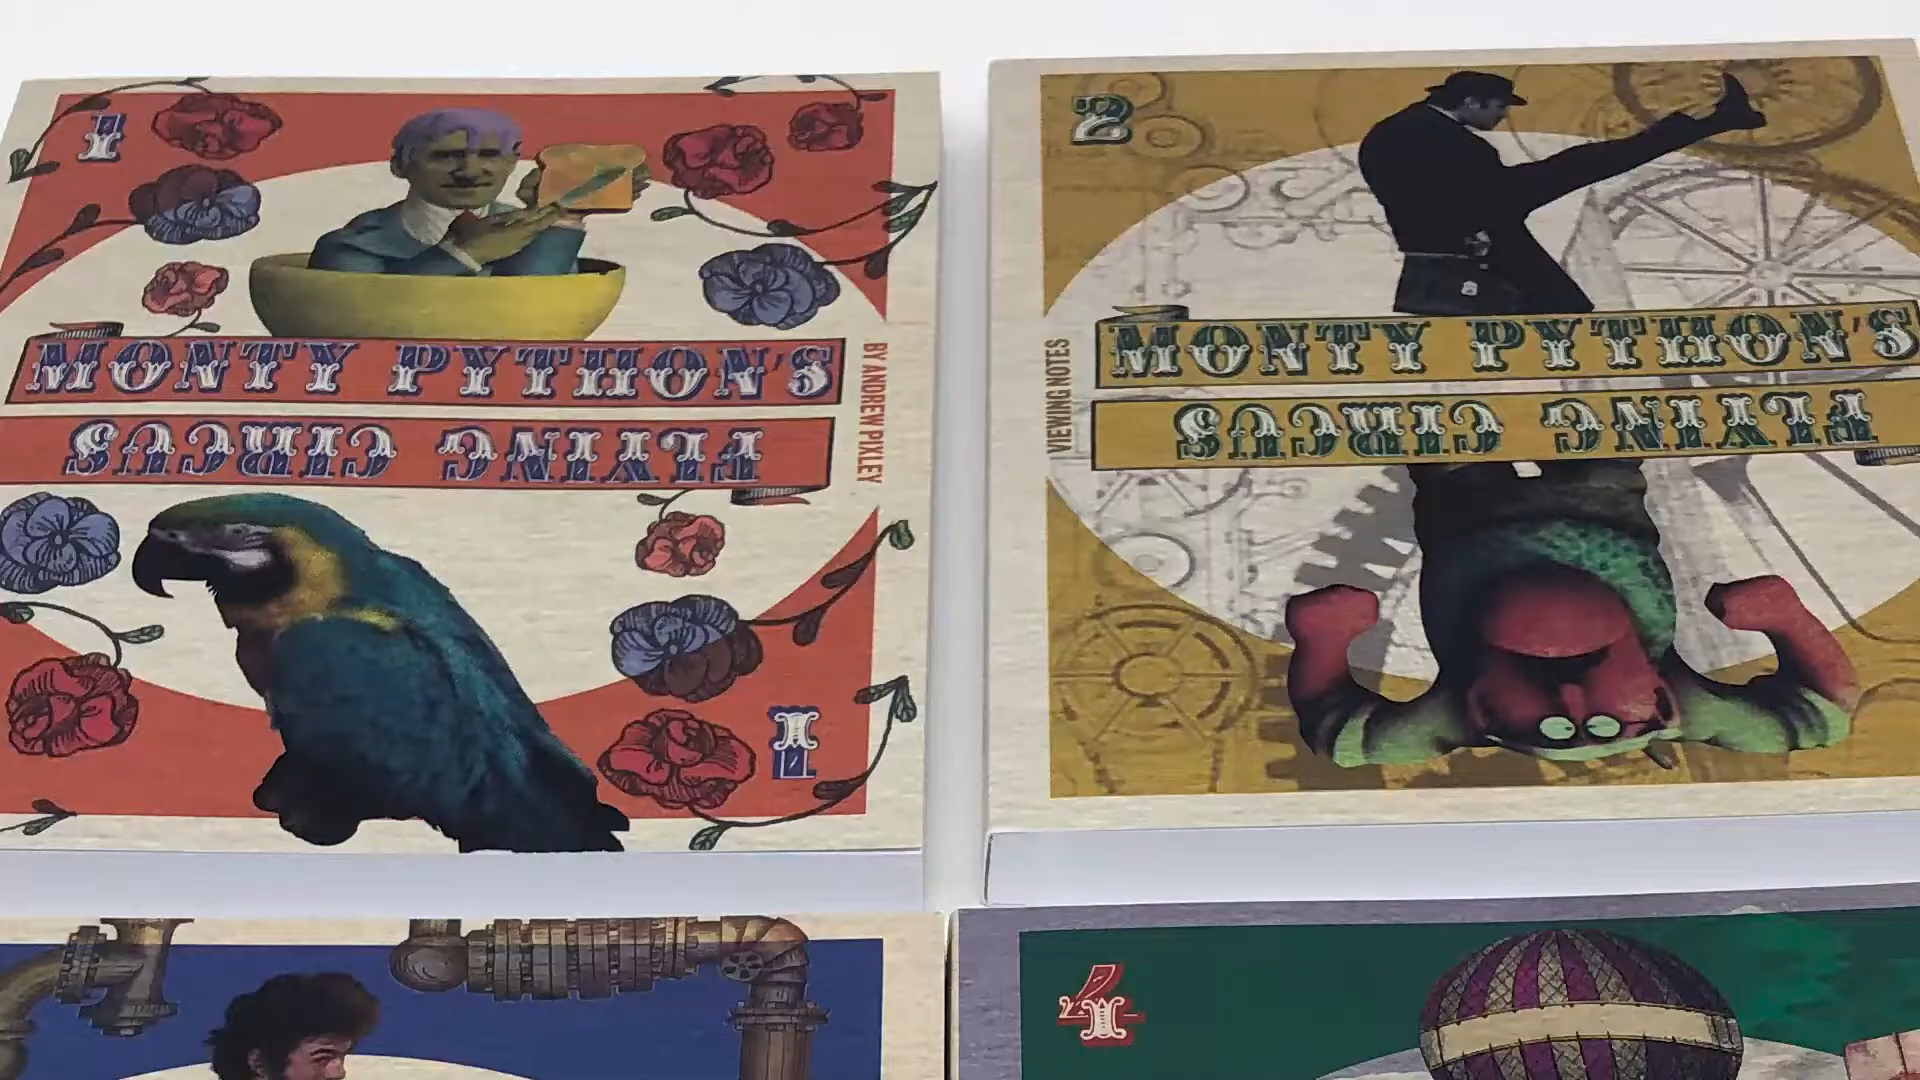 1
MONTY PYTHON'S
FLYING CIRCUS
BY ANDREW PIXLEY
1
2
MONTY PYTHON'S
FLYING CIRCUS
VIEWING NOTES
4